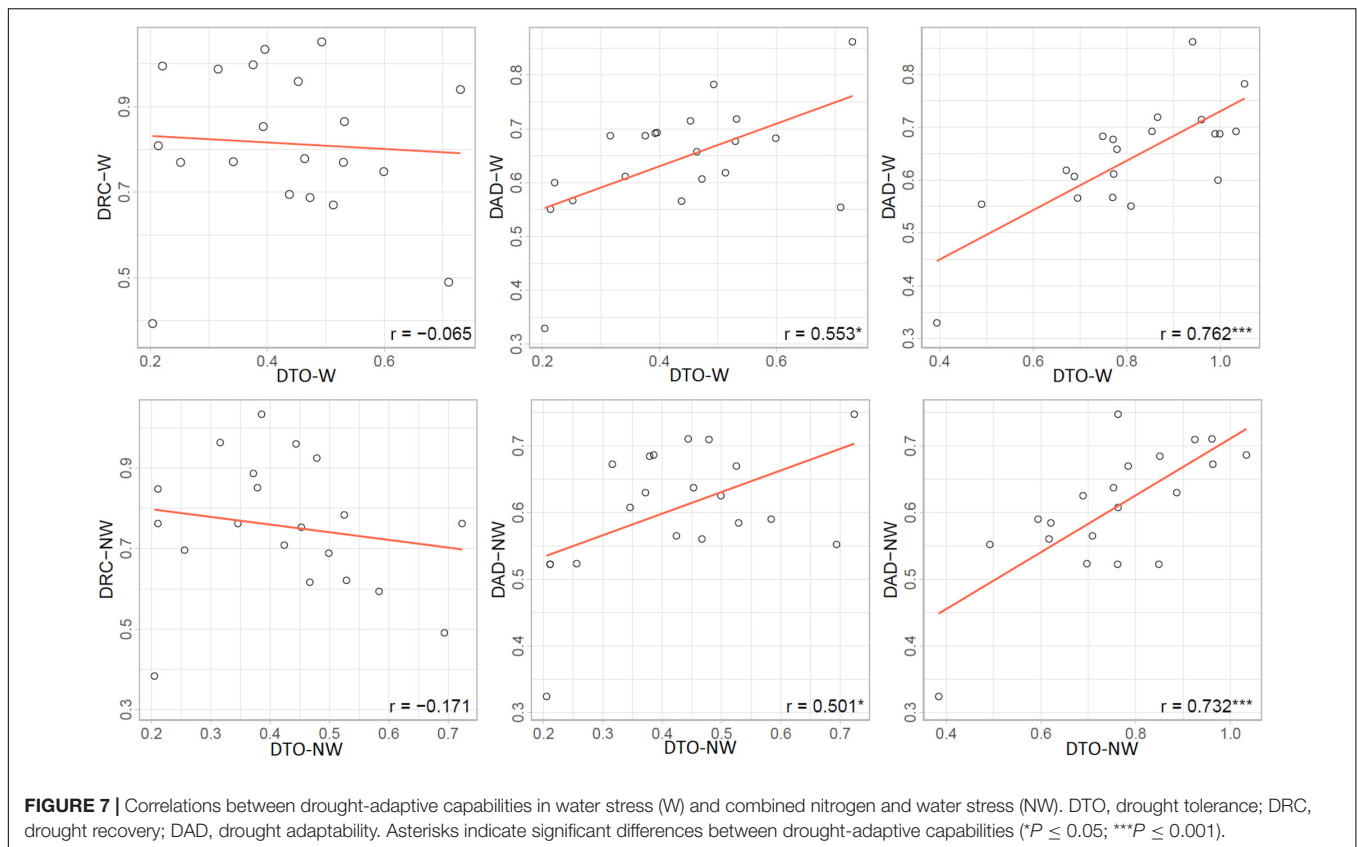 DRC−W
0.9
0.7
0.5
0.2
0.4
0.6
DTO-W
r = −0.065
DAD−W
0.8
0.7
0.6
0.5
0.4
0.3
0.2
0.4
0.6
DTO-W
r = 0.553*
DAD−W
0.8
0.7
0.6
0.5
0.4
0.3
0.4
0.6
0.8
1.0
DTO-W
r = 0.762***
DRC−NW
0.9
0.7
0.5
0.3
0.2
0.3
0.4
0.5
0.6
0.7
DTO-NW
r = −0.171
DAD−NW
0.7
0.6
0.5
0.4
0.3
0.2
0.3
0.4
0.5
0.6
0.7
DTO-NW
r = 0.501*
DAD−NW
0.7
0.6
0.5
0.4
0.3
0.4
0.6
0.8
1.0
DTO-NW
r = 0.732***
FIGURE 7 | Correlations between drought-adaptive capabilities in water stress (W) and combined nitrogen and water stress (NW). DTO, drought tolerance; DRC,
drought recovery; DAD, drought adaptability. Asterisks indicate significant differences between drought-adaptive capabilities (*P ≤ 0.05; ***P ≤ 0.001).